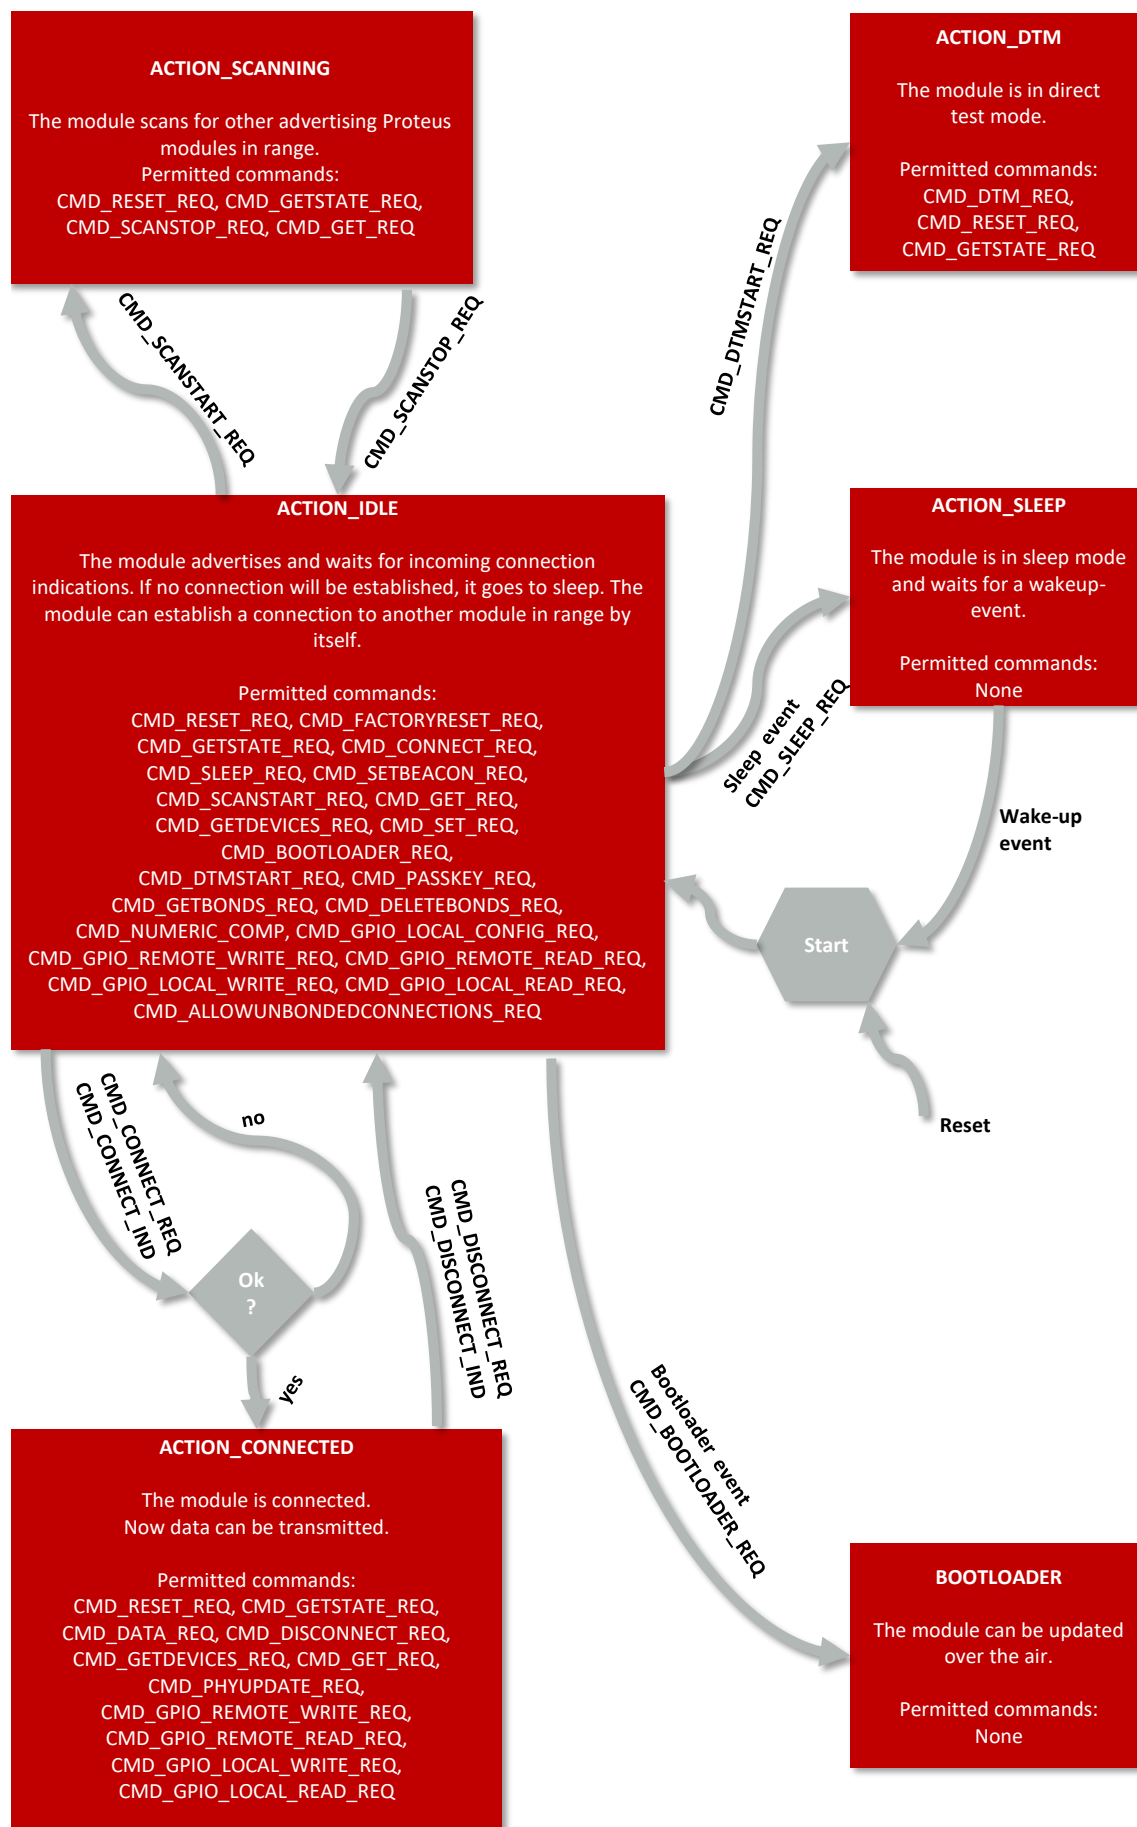 ACTION_SCANNING
The module scans for other advertising Proteus
modules in range.
Permitted commands:
CMD_RESET_REQ, CMD_GETSTATE_REQ,
CMD_SCANSTOP_REQ, CMD_GET_REQ
ACTION_DTM
The module is in direct
test mode.
Permitted commands:
CMD_DTM_REQ,
CMD_RESET_REQ,
CMD_GETSTATE_REQ
CMD_SCANSTART_REQ
CMD_SCANSTOP_REQ
CMD_DTMSTART_REQ
ACTION_IDLE
The module advertises and waits for incoming connection
indications. If no connection will be established, it goes to sleep. The
module can establish a connection to another module in range by
itself.
Permitted commands:
CMD_RESET_REQ, CMD_FACTORYRESET_REQ,
CMD_GETSTATE_REQ, CMD_CONNECT_REQ,
CMD_SLEEP_REQ, CMD_SETBEACON_REQ,
CMD_SCANSTART_REQ, CMD_GET_REQ,
CMD_GETDEVICES_REQ, CMD_SET_REQ,
CMD_BOOTLOADER_REQ,
CMD_DTMSTART_REQ, CMD_PASSKEY_REQ,
CMD_GETBONDS_REQ, CMD_DELETEBONDS_REQ,
CMD_NUMERIC_COMP, CMD_GPIO_LOCAL_CONFIG_REQ,
CMD_GPIO_REMOTE_WRITE_REQ, CMD_GPIO_REMOTE_READ_REQ,
CMD_GPIO_LOCAL_WRITE_REQ, CMD_GPIO_LOCAL_READ_REQ,
CMD_ALLOWUNBONDEDCONNECTIONS_REQ
ACTION_SLEEP
The module is in sleep mode
and waits for a wakeup-
event.
Permitted commands:
None
Sleep event
CMD_SLEEP_REQ
Wake-up
event
Start
Reset
CMD_CONNECT_REQ
CMD_CONNECT_IND
no
Ok
?
yes
CMD_DISCONNECT_REQ
CMD_DISCONNECT_IND
Bootloader event
CMD_BOOTLOADER_REQ
ACTION_CONNECTED
The module is connected.
Now data can be transmitted.
Permitted commands:
CMD_RESET_REQ, CMD_GETSTATE_REQ,
CMD_DATA_REQ, CMD_DISCONNECT_REQ,
CMD_GETDEVICES_REQ, CMD_GET_REQ,
CMD_PHYUPDATE_REQ,
CMD_GPIO_REMOTE_WRITE_REQ,
CMD_GPIO_REMOTE_READ_REQ,
CMD_GPIO_LOCAL_WRITE_REQ,
CMD_GPIO_LOCAL_READ_REQ
BOOTLOADER
The module can be updated
over the air.
Permitted commands:
None